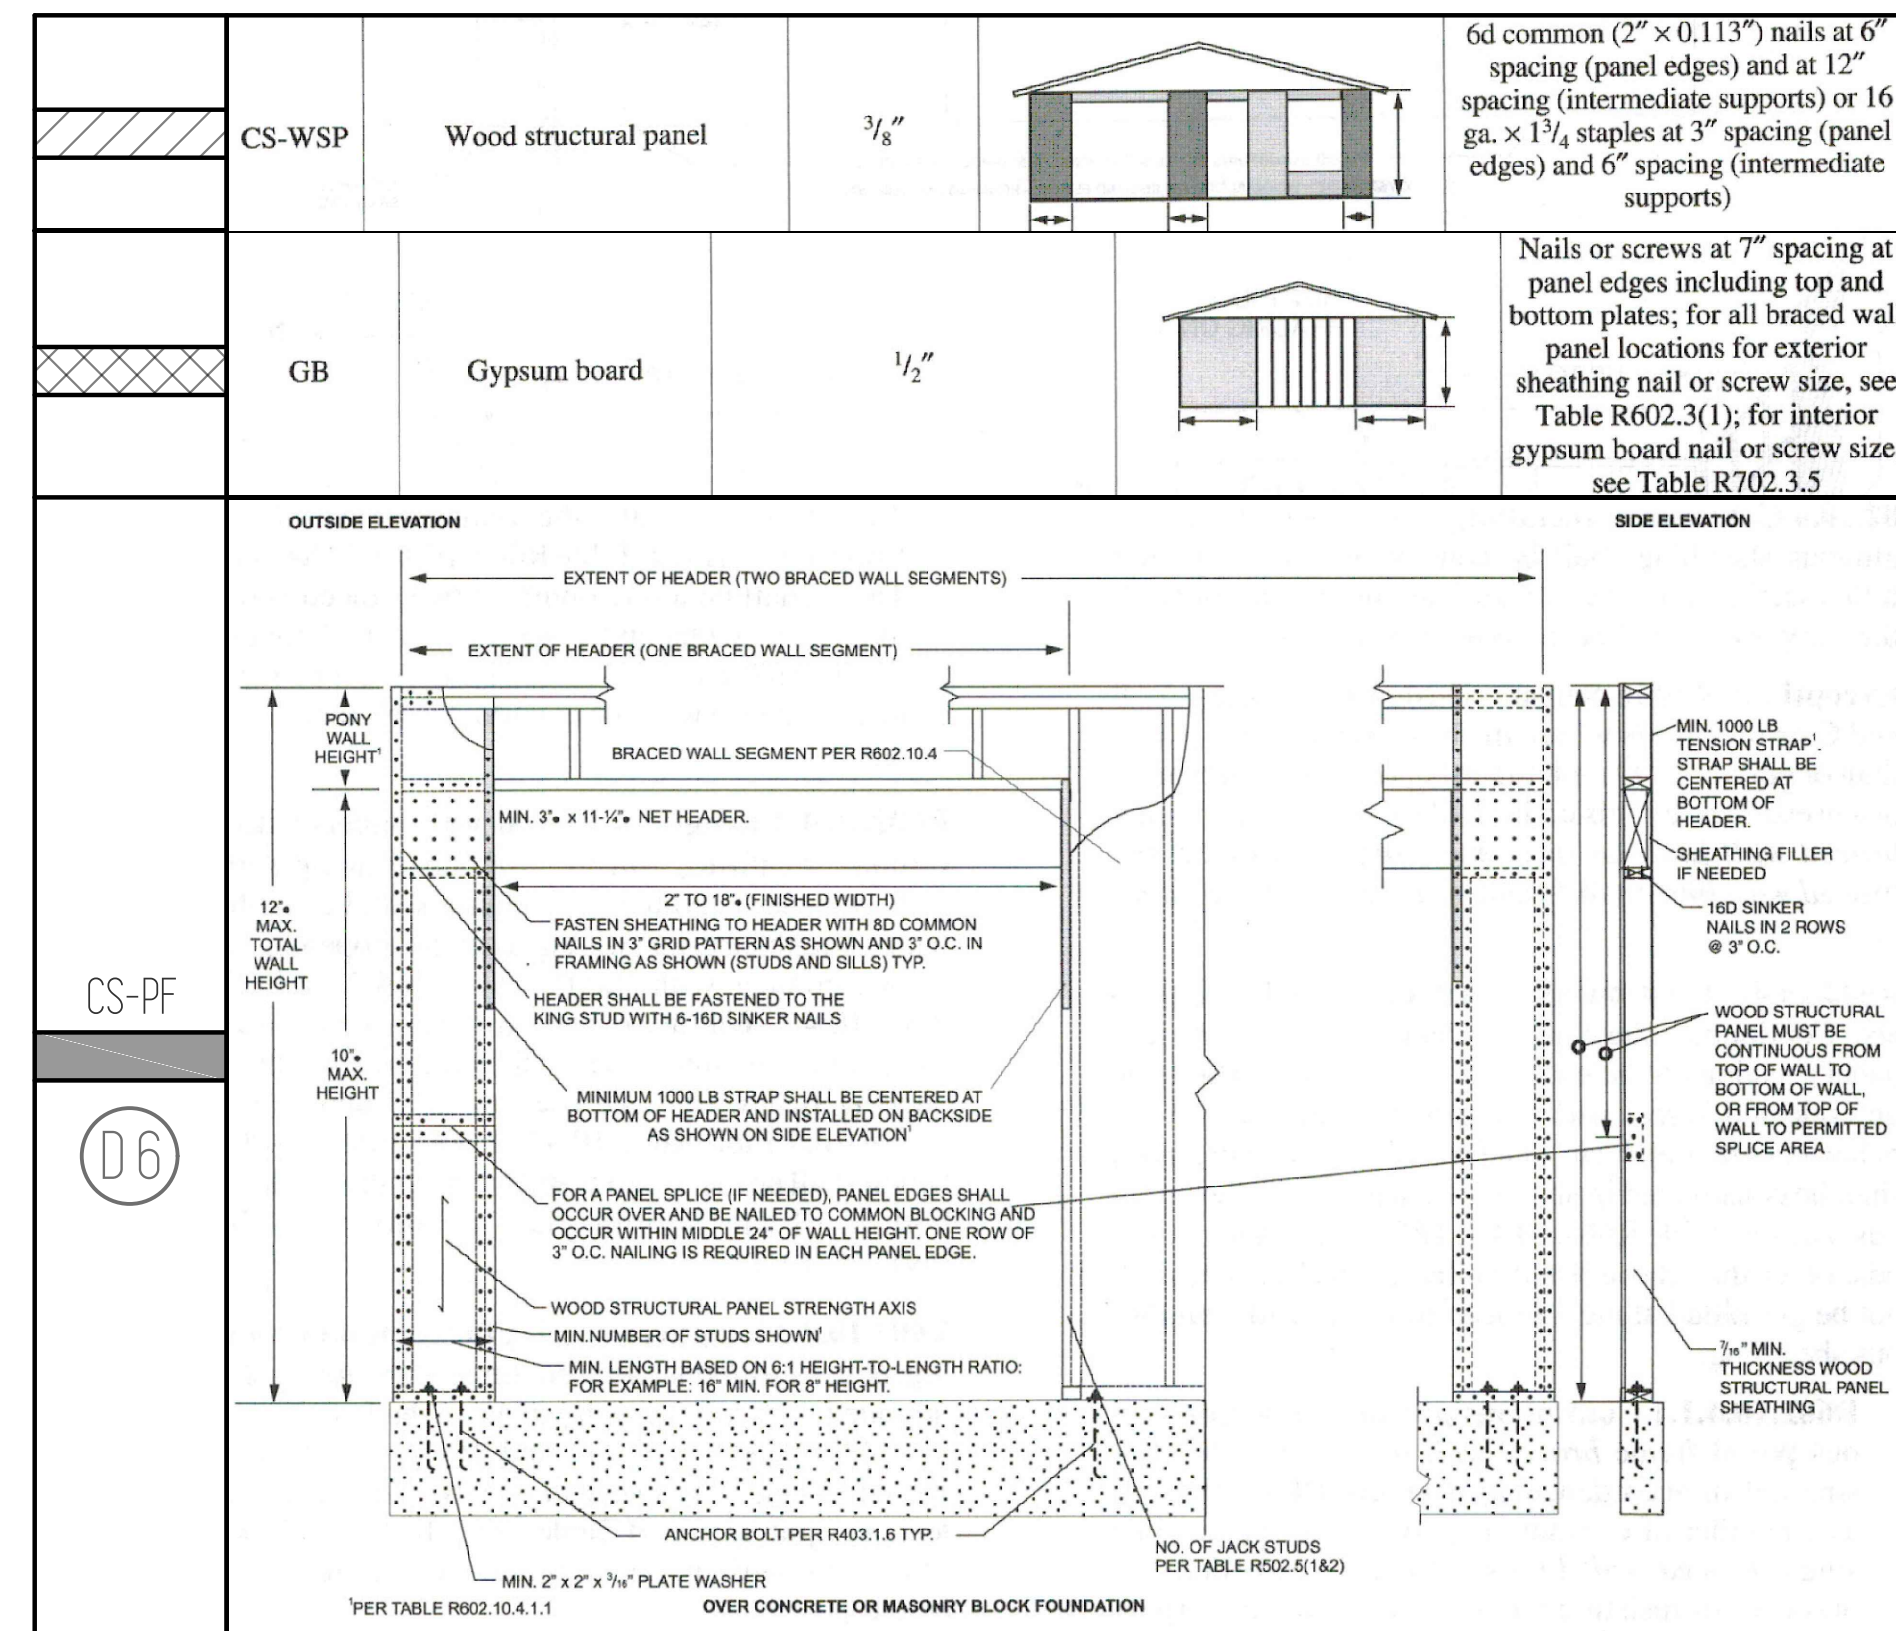 CS-WSP
Wood structural panel
3/8″
6d common (2″ × 0.113″) nails at 6″
spacing (panel edges) and at 12″
spacing (intermediate supports) or 16
ga. × 1 3/4 staples at 3″ spacing (panel
edges) and 6″ spacing (intermediate
supports)
GB
Gypsum board
1/2″
Nails or screws at 7″ spacing at
panel edges including top and
bottom plates; for all braced wal
panel locations for exterior
sheathing nail or screw size, see
Table R602.3(1); for interior
gypsum board nail or screw size
see Table R702.3.5
CS-PF
D6
OUTSIDE ELEVATION
SIDE ELEVATION
EXTENT OF HEADER (TWO BRACED WALL SEGMENTS)
EXTENT OF HEADER (ONE BRACED WALL SEGMENT)
PONY
WALL
HEIGHT¹
BRACED WALL SEGMENT PER R602.10.4
MIN. 3" x 11-¼" NET HEADER.
12"
MAX.
TOTAL
WALL
HEIGHT
10"
MAX.
HEIGHT
2" TO 18" (FINISHED WIDTH)
FASTEN SHEATHING TO HEADER WITH 8D COMMON
NAILS IN 3" GRID PATTERN AS SHOWN AND 3" O.C. IN
FRAMING AS SHOWN (STUDS AND SILLS) TYP.
HEADER SHALL BE FASTENED TO THE
KING STUD WITH 6-16D SINKER NAILS
MINIMUM 1000 LB STRAP SHALL BE CENTERED AT
BOTTOM OF HEADER AND INSTALLED ON BACKSIDE
AS SHOWN ON SIDE ELEVATION¹
FOR A PANEL SPLICE (IF NEEDED), PANEL EDGES SHALL
OCCUR OVER AND BE NAILED TO COMMON BLOCKING AND
OCCUR WITHIN MIDDLE 24" OF WALL HEIGHT. ONE ROW OF
3" O.C. NAILING IS REQUIRED IN EACH PANEL EDGE.
WOOD STRUCTURAL PANEL STRENGTH AXIS
MIN.NUMBER OF STUDS SHOWN¹
MIN. LENGTH BASED ON 6:1 HEIGHT-TO-LENGTH RATIO:
FOR EXAMPLE: 16" MIN. FOR 8" HEIGHT.
MIN. 1000 LB
TENSION STRAP¹.
STRAP SHALL BE
CENTERED AT
BOTTOM OF
HEADER.
SHEATHING FILLER
IF NEEDED
16D SINKER
NAILS IN 2 ROWS
@ 3" O.C.
WOOD STRUCTURAL
PANEL MUST BE
CONTINUOUS FROM
TOP OF WALL TO
BOTTOM OF WALL,
OR FROM TOP OF
WALL TO PERMITTED
SPLICE AREA
7/16" MIN.
THICKNESS WOOD
STRUCTURAL PANEL
SHEATHING
ANCHOR BOLT PER R403.1.6 TYP.
NO. OF JACK STUDS
PER TABLE R502.5(1&2)
MIN. 2" x 2" x 3/16" PLATE WASHER
¹PER TABLE R602.10.4.1.1
OVER CONCRETE OR MASONRY BLOCK FOUNDATION